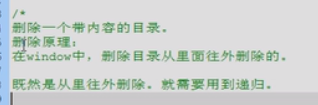 /*
删除一个带内容的目录。
删除原理:
在window中，删除目录从里面往外删除的。
既然是从里往外删除。就需要用到递归。